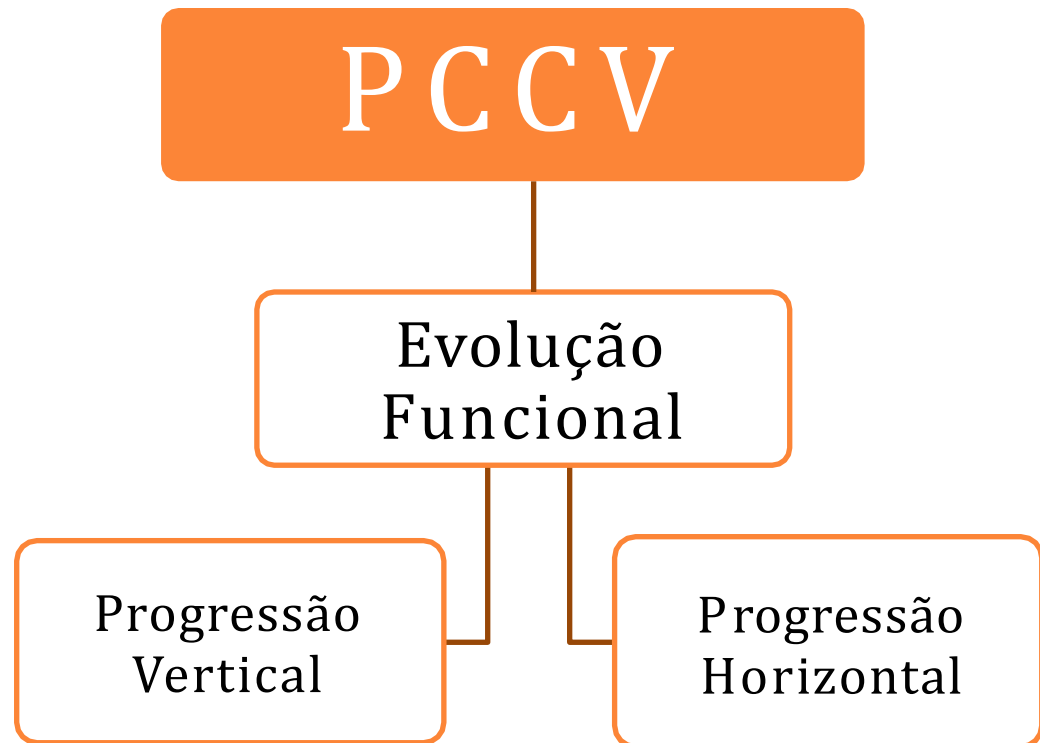 PCCV
Evolução
Funcional
Progressão
Vertical
Progressão
Horizontal